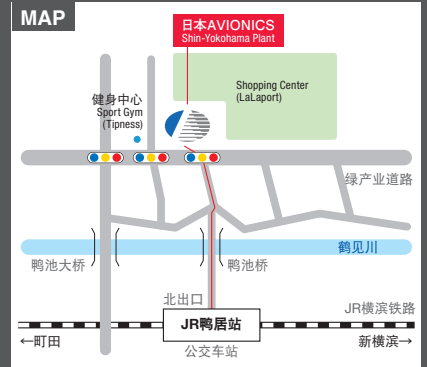 MAP
日本AVIONICS
Shin-Yokohama Plant
Shopping Center
(LaLaport)
健身中心
Sport Gym
(Tipness)
绿产业道路
鹤见川
鸭池大桥
鸭池桥
北出口
JR横滨铁路
JR鸭居站
←町田
新横滨→
公交车站